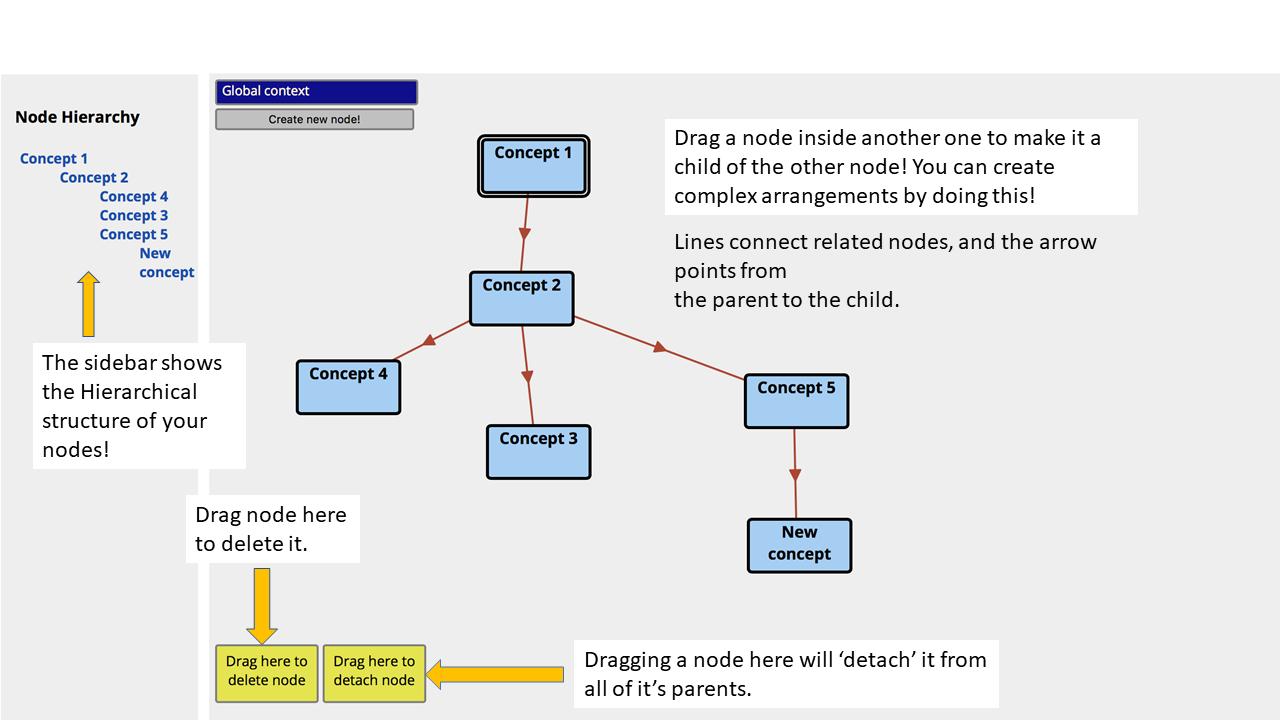 Node Hierarchy
Concept 1
Concept 2
Concept 4
Concept 3
Concept 5
New
concept
The sidebar shows
the Hierarchical
structure of your
nodes!
Global context
Create new node!
Concept 1
Concept 2
Concept 4
Concept 3
Concept 5
New
concept
Drag a node inside another one to make it a
child of the other node! You can create
complex arrangements by doing this!
Lines connect related nodes, and the arrow
points from
the parent to the child.
Drag node here
to delete it.
Drag here to
delete node
Drag here to
detach node
Dragging a node here will ‘detach’ it from
all of it’s parents.